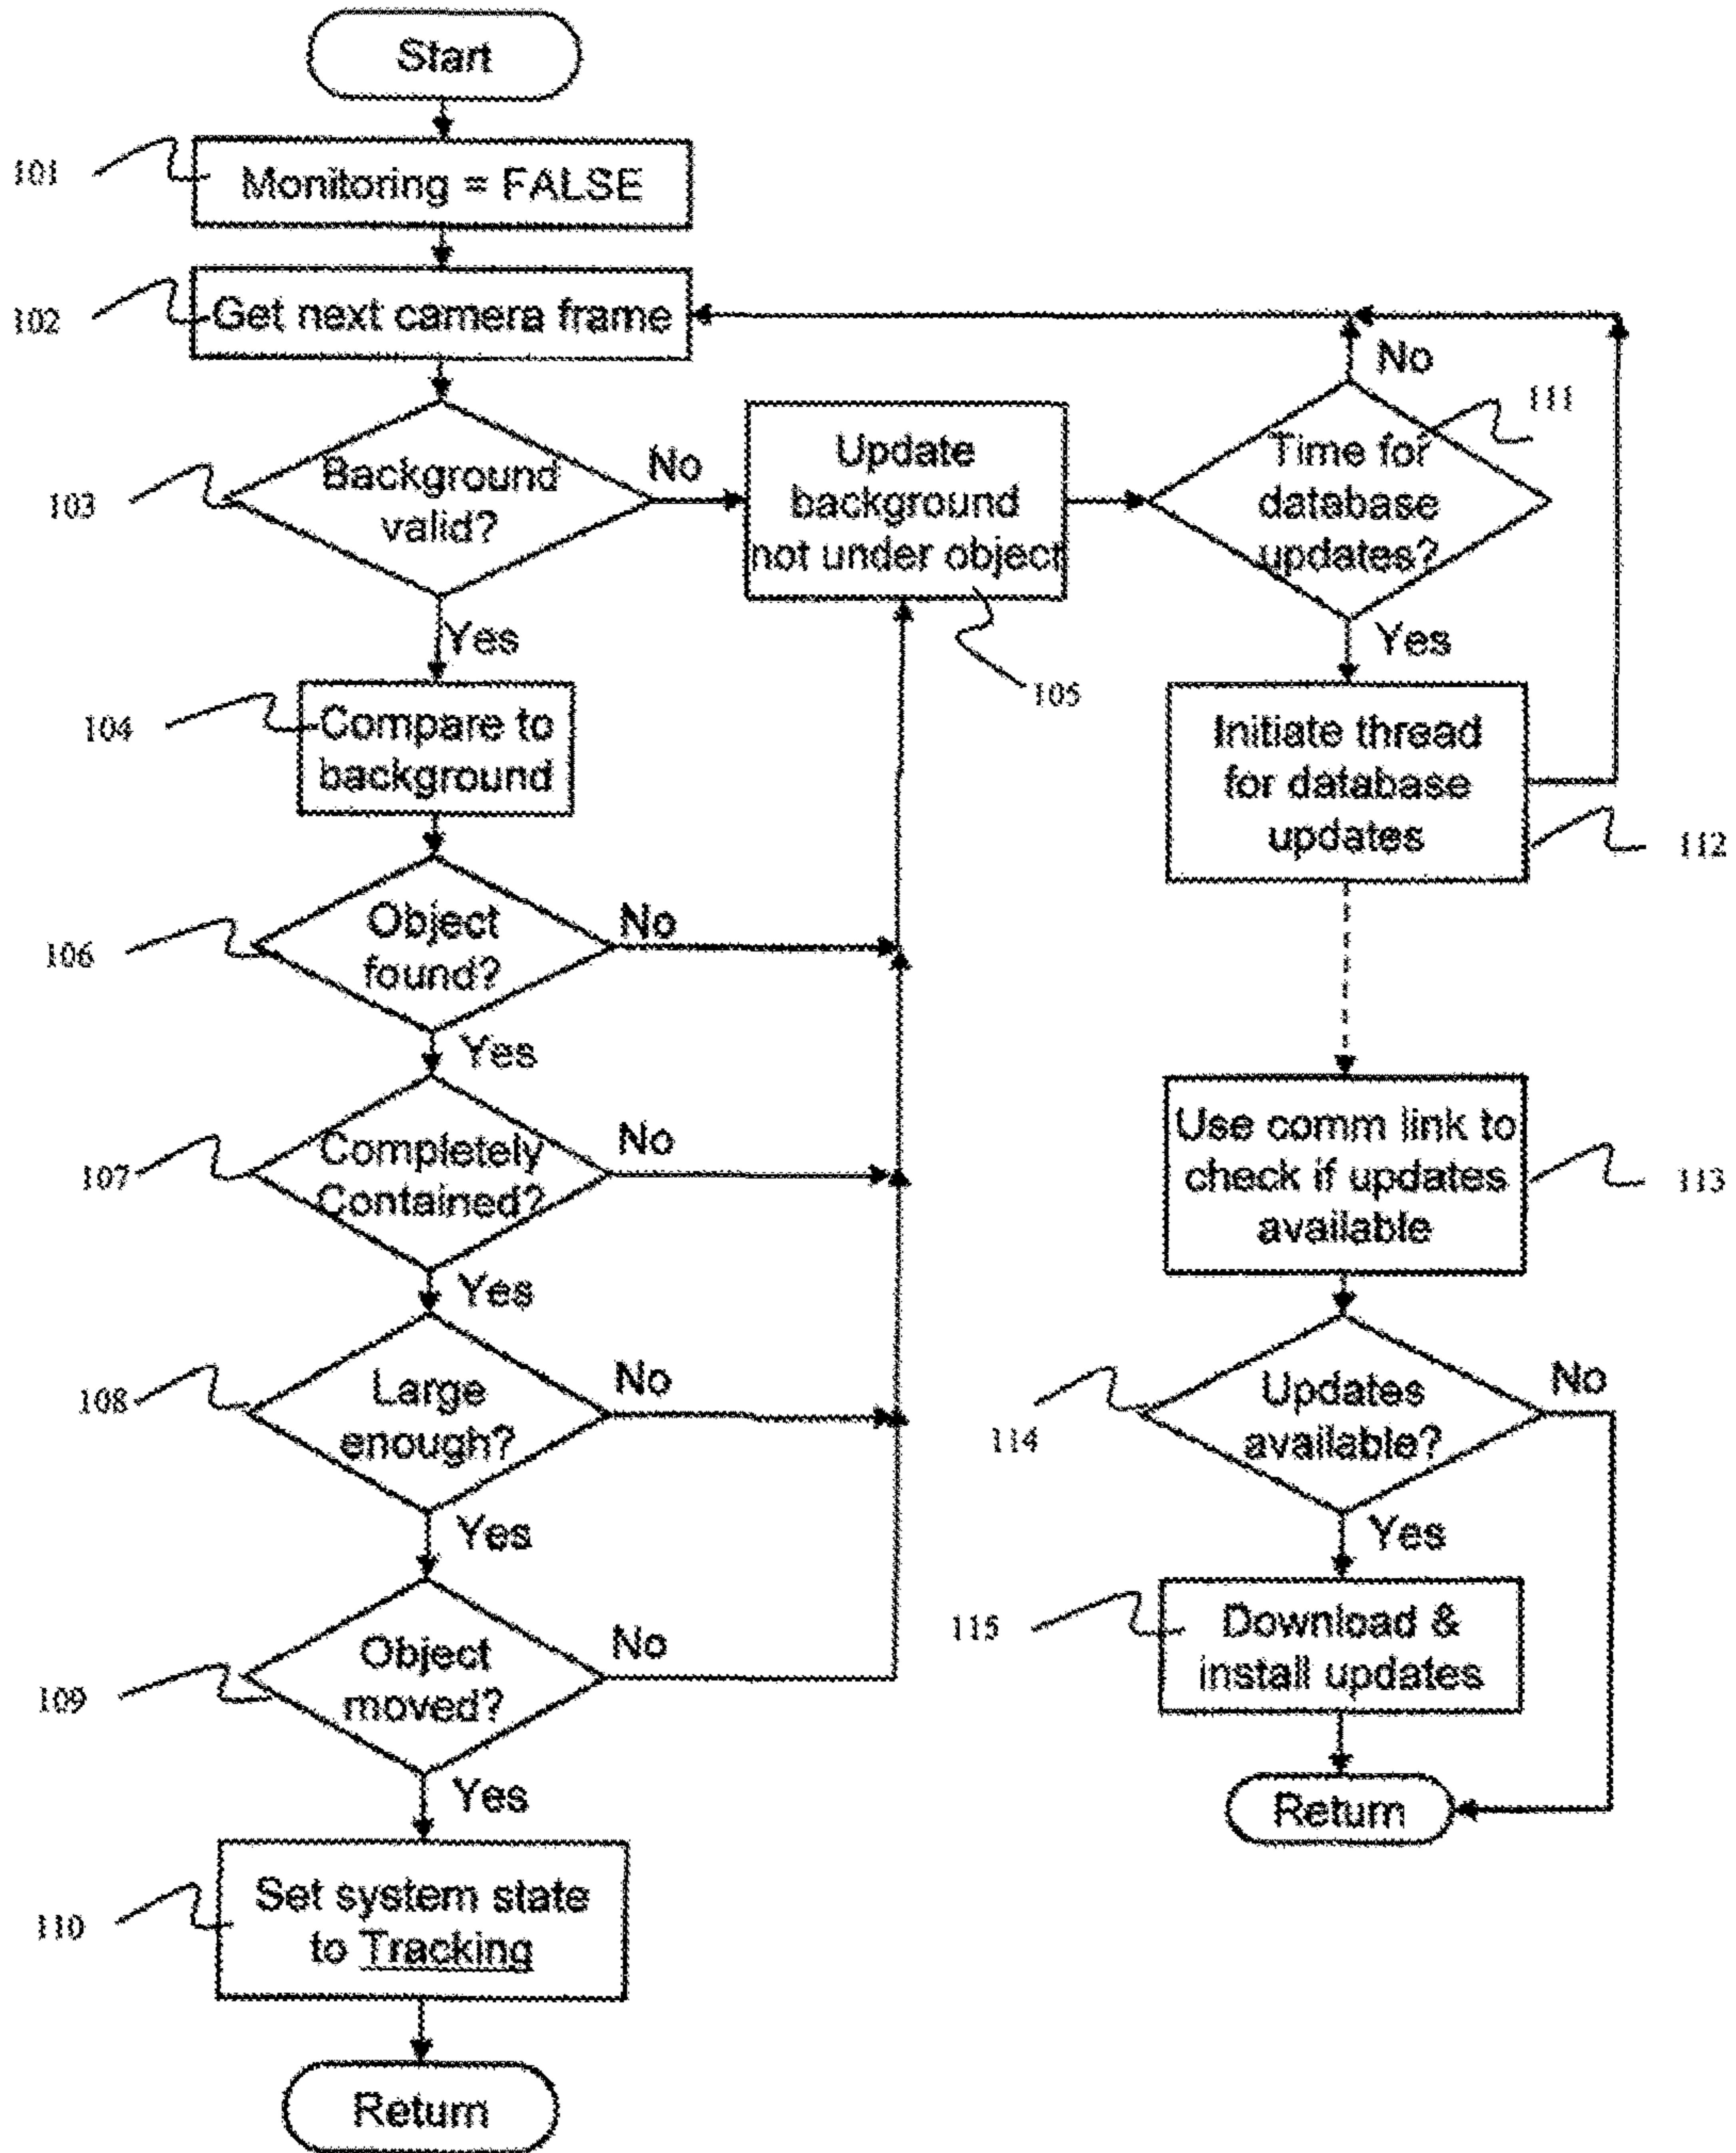 Start
101
Monitoring = FALSE
102
Get next camera frame
No
111
103
Background
valid?
No
Update
background
not under object
Time for
database
updates?
Yes
Yes
105
104
Compare to
background
Initiate thread
for database
updates
112
106
Object
found?
No
Yes
107
Completely
Contained?
No
Use comm link to
check if updates
available
113
Yes
108
Large
enough?
No
114
Updates
available?
No
Yes
Yes
109
Object
moved?
No
115
Download &
install updates
Yes
Return
110
Set system state
to Tracking
Return